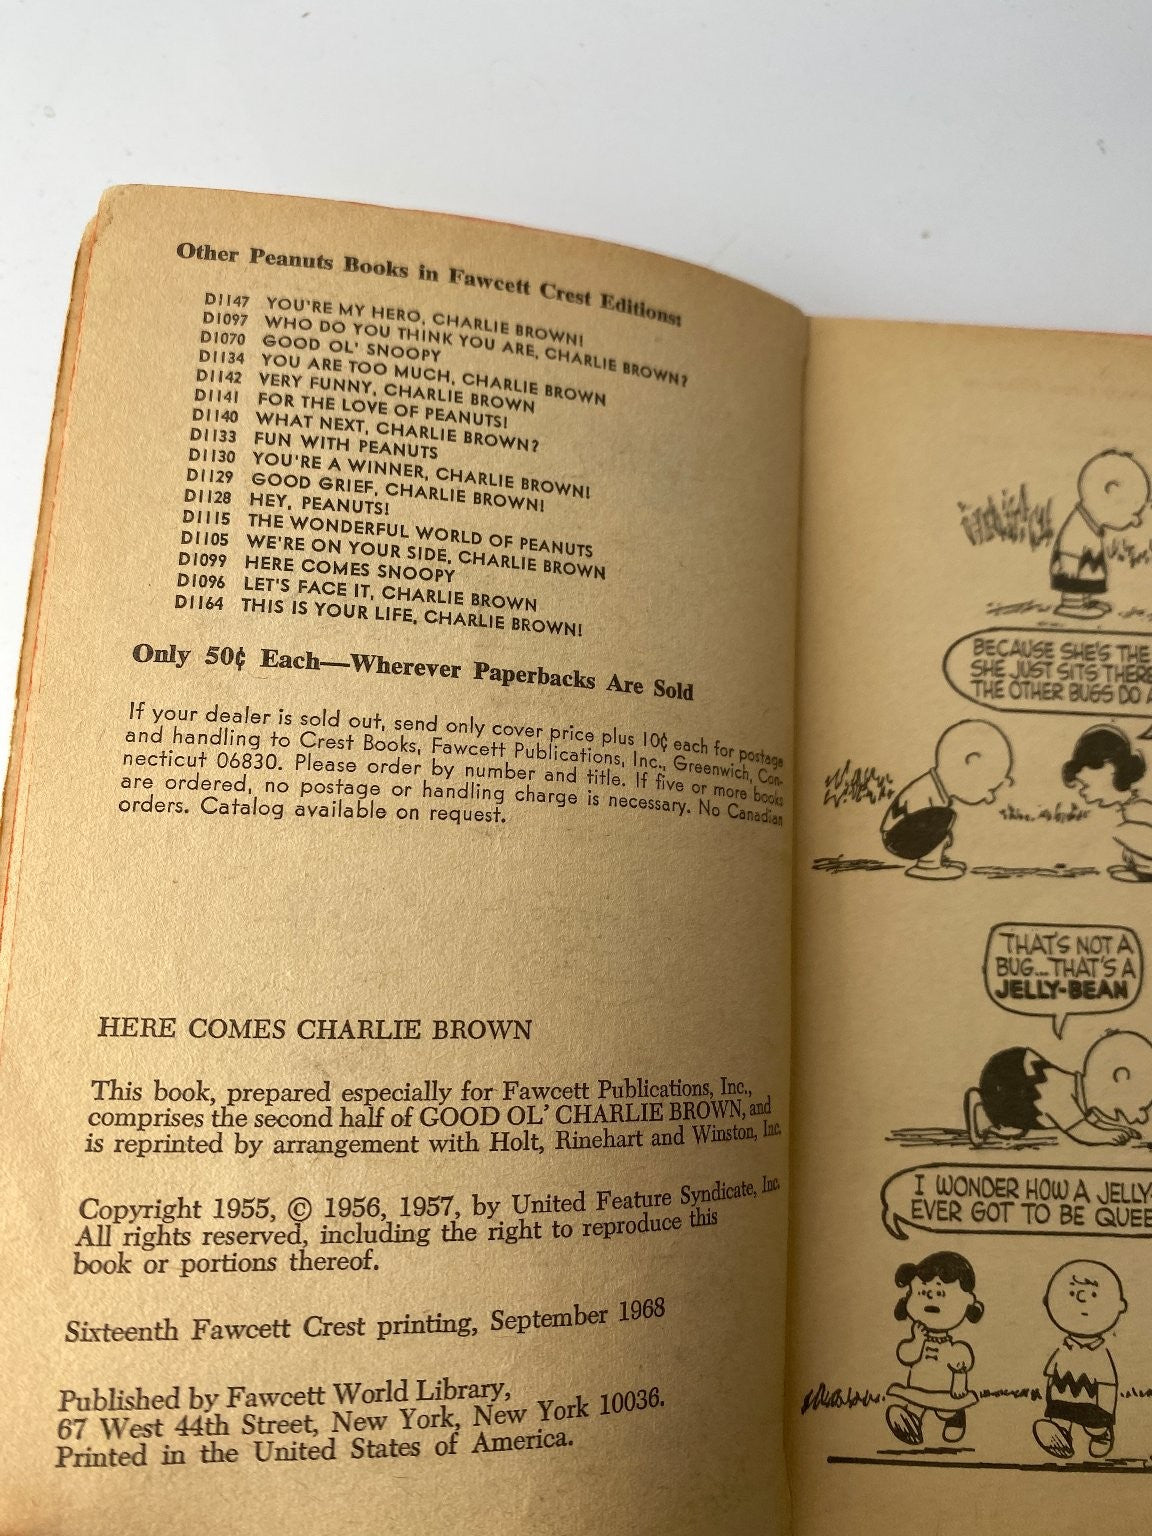 Other Peanuts Books in Fawcett Crest Editions:
D1147 YOU'RE MY HERO, CHARLIE BROWN!
D1097 WHO DO YOU THINK YOU ARE, CHARLIE BROWN?
D1070 GOOD OL' SNOOPY
D1134 YOU ARE TOO MUCH, CHARLIE BROWN
D1142 VERY FUNNY, CHARLIE BROWN
D1141 FOR THE LOVE OF PEANUTS!
D1140 WHAT NEXT, CHARLIE BROWN?
D1133 FUN WITH PEANUTS
D1130 YOU'RE A WINNER, CHARLIE BROWN!
D1129 GOOD GRIEF, CHARLIE BROWN!
D1128 HEY, PEANUTS!
D1115 THE WONDERFUL WORLD OF PEANUTS
D1105 WE'RE ON YOUR SIDE, CHARLIE BROWN
D1099 HERE COMES SNOOPY
D1096 LET'S FACE IT, CHARLIE BROWN
D1164 THIS IS YOUR LIFE, CHARLIE BROWN!
Only 50¢ Each—Wherever Paperbacks Are Sold
If your dealer is sold out, send only cover price plus 10¢ each for postage
and handling to Crest Books, Fawcett Publications, Inc., Greenwich, Con-
necticut 06830. Please order by number and title. If five or more books
are ordered, no postage or handling charge is necessary. No Canadian
orders. Catalog available on request.
HERE COMES CHARLIE BROWN
This book, prepared especially for Fawcett Publications, Inc.,
comprises the second half of GOOD OL' CHARLIE BROWN, and
is reprinted by arrangement with Holt, Rinehart and Winston, Inc.
Copyright 1955, © 1956, 1957, by United Feature Syndicate, Inc.
All rights reserved, including the right to reproduce this
book or portions thereof.
Sixteenth Fawcett Crest printing, September 1968
Published by Fawcett World Library,
67 West 44th Street, New York, New York 10036.
Printed in the United States of America.
BECAUSE SHE'S THE
SHE JUST SITS THERE
THE OTHER BUGS DO
THAT'S NOT A
BUG...THAT'S A
JELLY-BEAN
I WONDER HOW A JELLY-
EVER GOT TO BE QUEE